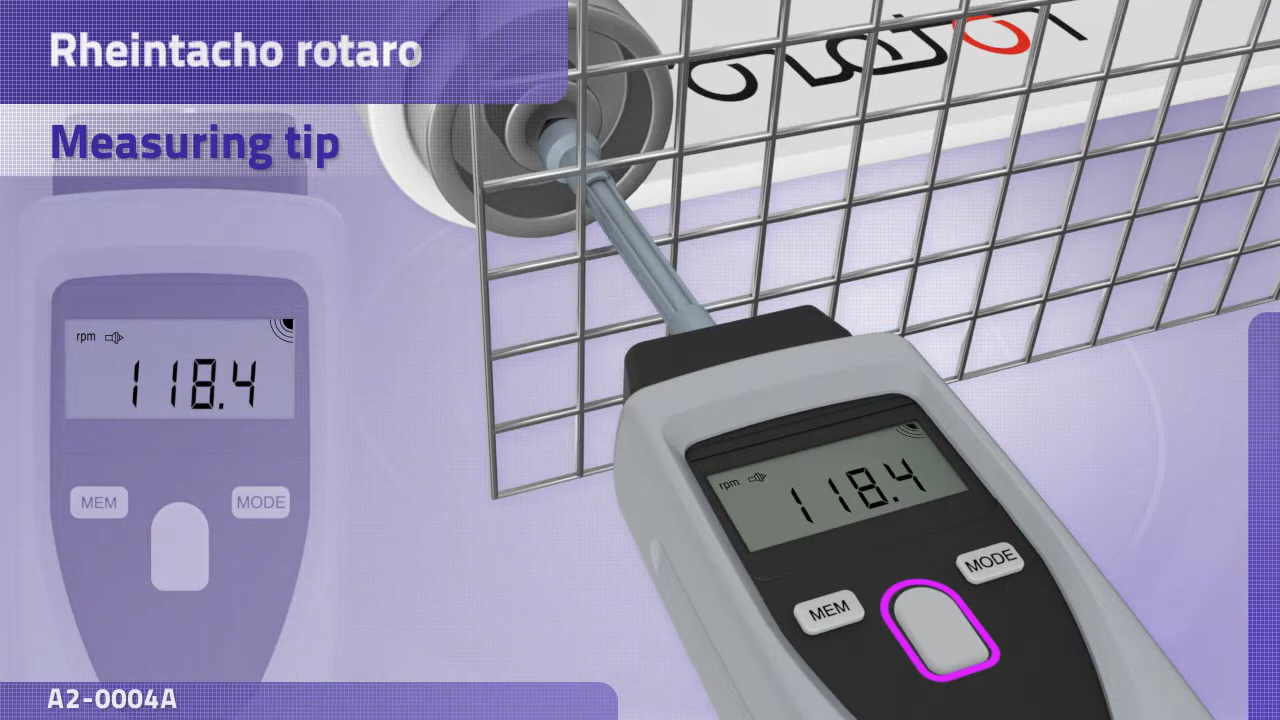 Rheintacho rotaro
Measuring tip
rpm
118.4
MEM
MODE
rpm
118.4
MEM
MODE
A2-0004A